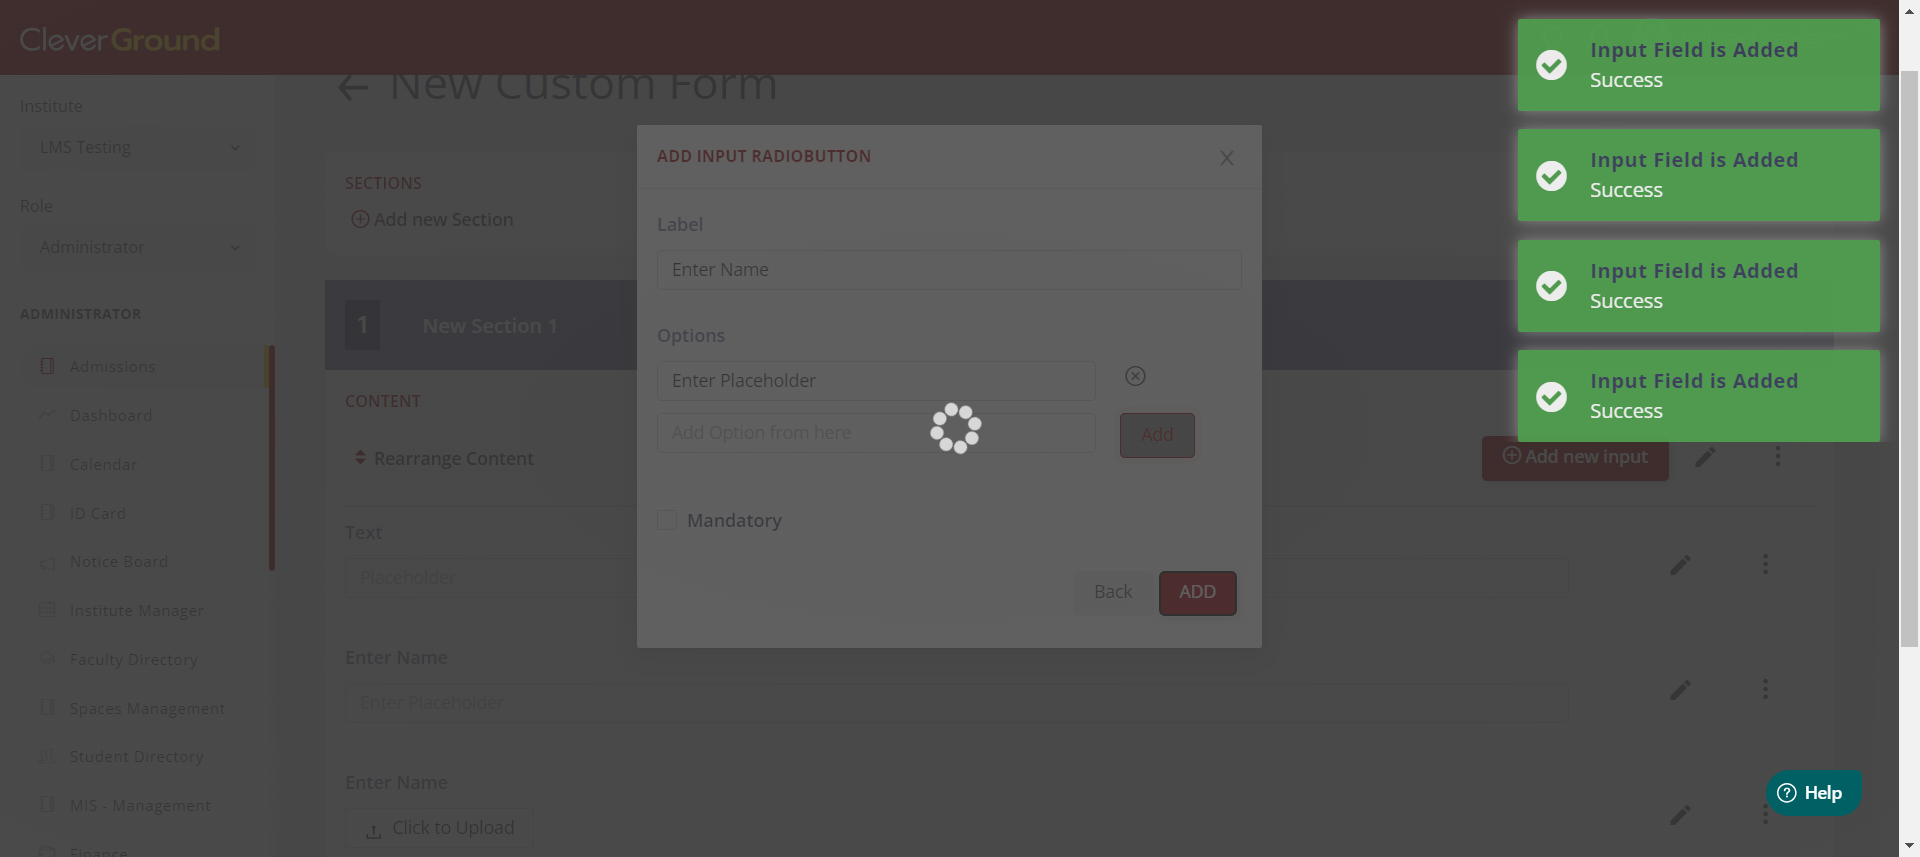 CleverGround
Institute
LMS Testing
Role
Administrator
ADMINISTRATOR
Admissions
Dashboard
Calendar
ID Card
Notice Board
Institute Manager
Faculty Directory
Spaces Management
Student Directory
MIS - Management
Finance
New Custom Form
SECTIONS
Add new Section
1
New Section 1
CONTENT
Rearrange Content
Add new input
Text
Placeholder
Enter Name
Enter Placeholder
Enter Name
Click to Upload
ADD INPUT RADIOBUTTON
Label
Enter Name
Options
Enter Placeholder
Add Option from here
Add
Mandatory
Back
ADD
Input Field is Added
Success
Input Field is Added
Success
Input Field is Added
Success
Input Field is Added
Success
Help